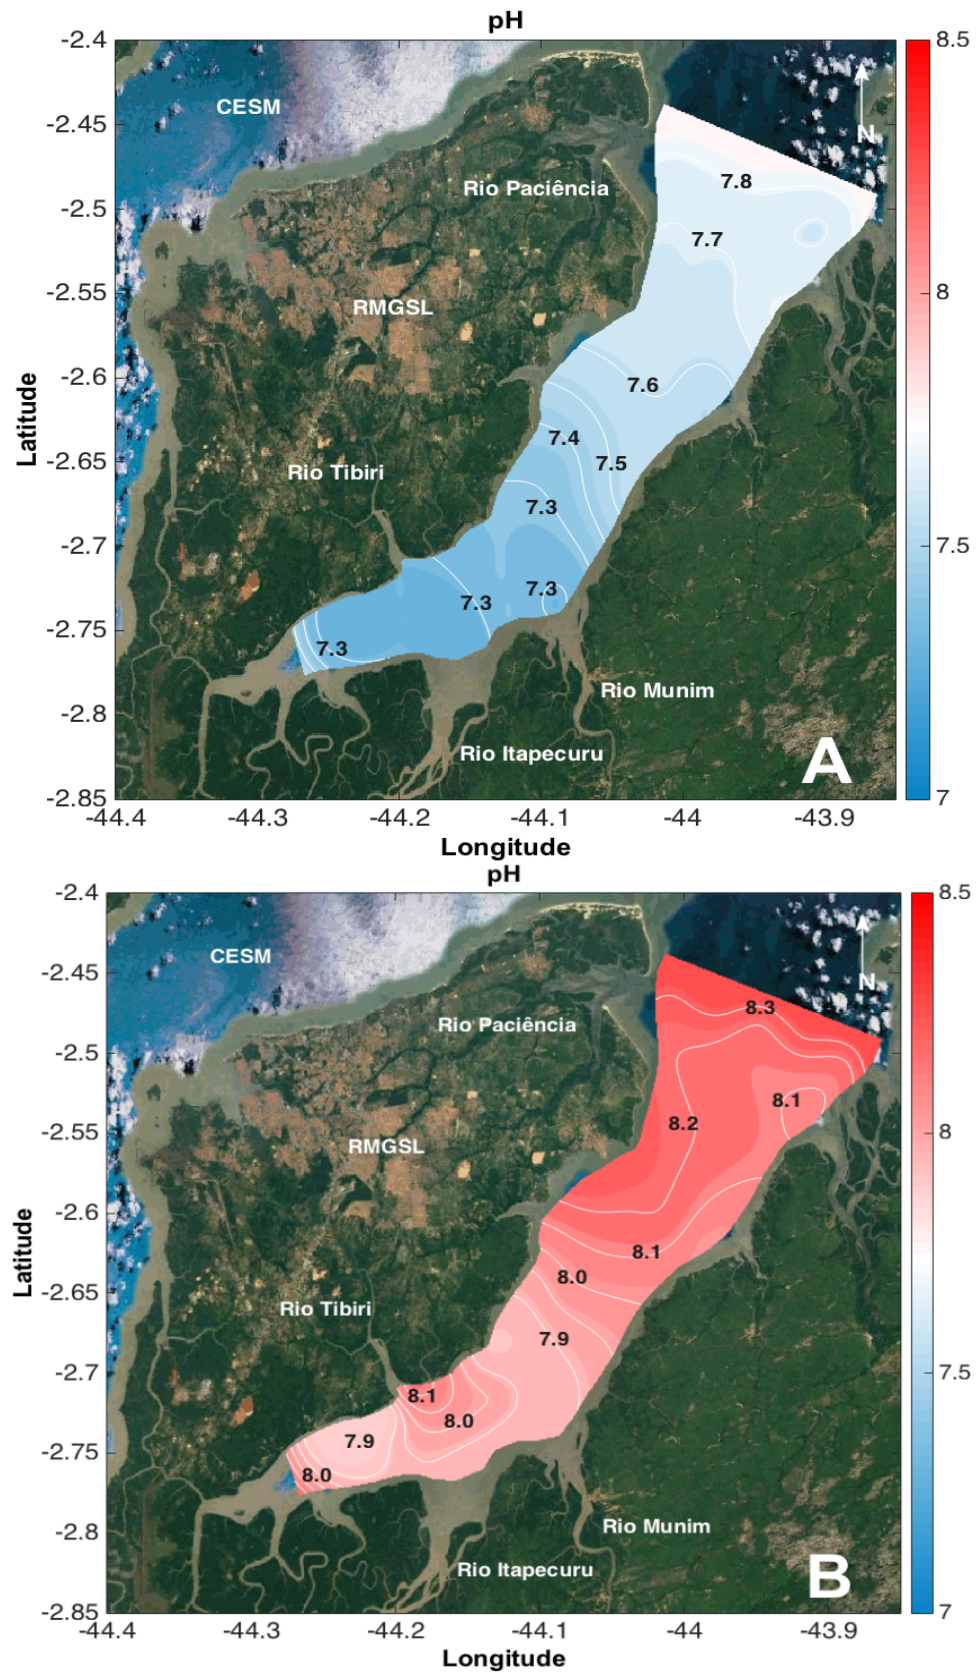 pH
-2.4
8.5
CESM
-2.45
N
Rio Paciência
7.8
-2.5
7.7
-2.55
8
RMGSL
-2.6
7.6
Latitude
7.4
-2.65
7.5
Rio Tibiri
7.3
-2.7
7.5
7.3
7.3
-2.75
7.3
Rio Munim
-2.8
Rio Itapecuru
A
-2.85
7
-44.4
-44.3
-44.2
-44.1
-44
-43.9
Longitude
pH
-2.4
8.5
CESM
-2.45
N
8.3
Rio Paciência
-2.5
8.1
8.2
-2.55
8
RMGSL
-2.6
8.1
Latitude
8.0
-2.65
Rio Tibiri
7.9
-2.7
7.5
8.1
8.0
7.9
-2.75
8.0
Rio Munim
-2.8
Rio Itapecuru
B
-2.85
7
-44.4
-44.3
-44.2
-44.1
-44
-43.9
Longitude